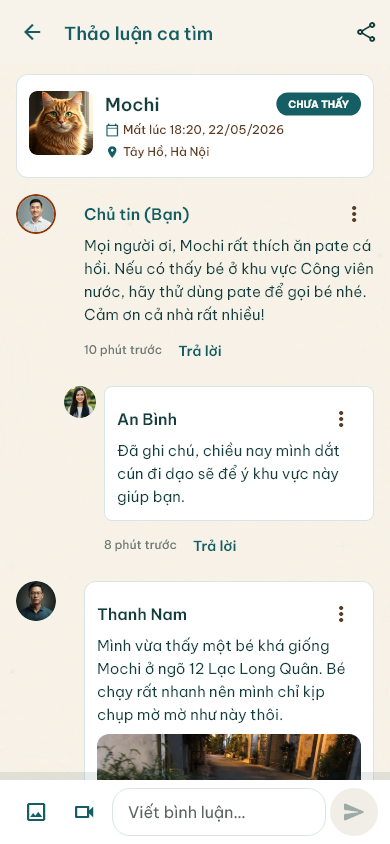 Thảo luận ca tìm
Mochi
CHƯA THẤY
Mất lúc 18:20, 22/05/2026
Tây Hồ, Hà Nội
Chủ tin (Bạn)
Mọi người ơi, Mochi rất thích ăn pate cá
hồi. Nếu có thấy bé ở khu vực Công viên
nước, hãy thử dùng pate để gọi bé nhé.
Cảm ơn cả nhà rất nhiều!
10 phút trước
Trả lời
An Bình
Đã ghi chú, chiều nay mình dắt
cún đi dạo sẽ để ý khu vực này
giúp bạn.
8 phút trước
Trả lời
Thanh Nam
Mình vừa thấy một bé khá giống
Mochi ở ngõ 12 Lạc Long Quân. Bé
chạy rất nhanh nên mình chỉ kịp
chụp mờ mờ như này thôi.
Viết bình luận...